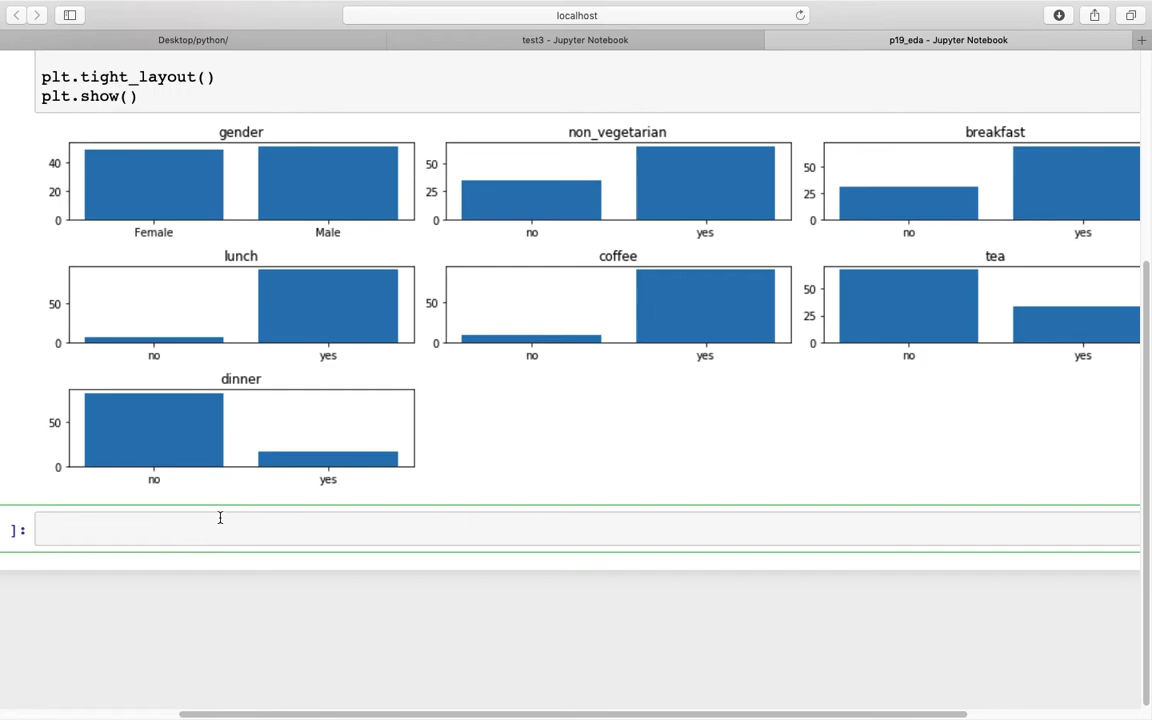 localhost
Desktop/python/
test3 - Jupyter Notebook
p19_eda - Jupyter Notebook
plt.tight_layout()
plt.show()
gender
non_vegetarian
breakfast
40
20
0
Female
Male
50
25
0
no
yes
50
25
0
no
yes
lunch
coffee
tea
50
0
no
yes
50
0
no
yes
50
25
0
no
yes
dinner
50
0
no
yes
]: